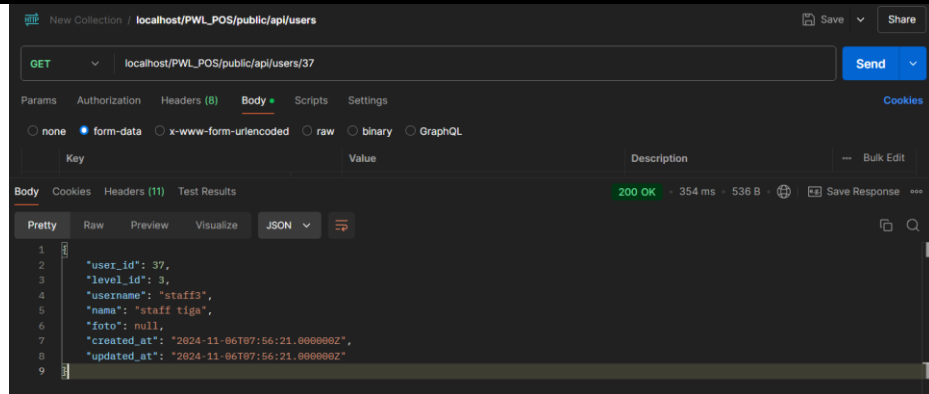 HTTP New Collection / localhost/PWL_POS/public/api/users Save Share
GET localhost/PWL_POS/public/api/users/37 Send
Params Authorization Headers (8) Body Scripts Settings Cookies
none form-data x-www-form-urlencoded raw binary GraphQL
Key Value Description ••• Bulk Edit
Body Cookies Headers (11) Test Results 200 OK • 354 ms • 536 B • e.g. Save Response •••
Pretty Raw Preview Visualize JSON
1 {
2 "user_id": 37,
3 "level_id": 3,
4 "username": "staff3",
5 "nama": "staff tiga",
6 "foto": null,
7 "created_at": "2024-11-06T07:56:21.000000Z",
8 "updated_at": "2024-11-06T07:56:21.000000Z"
9 }